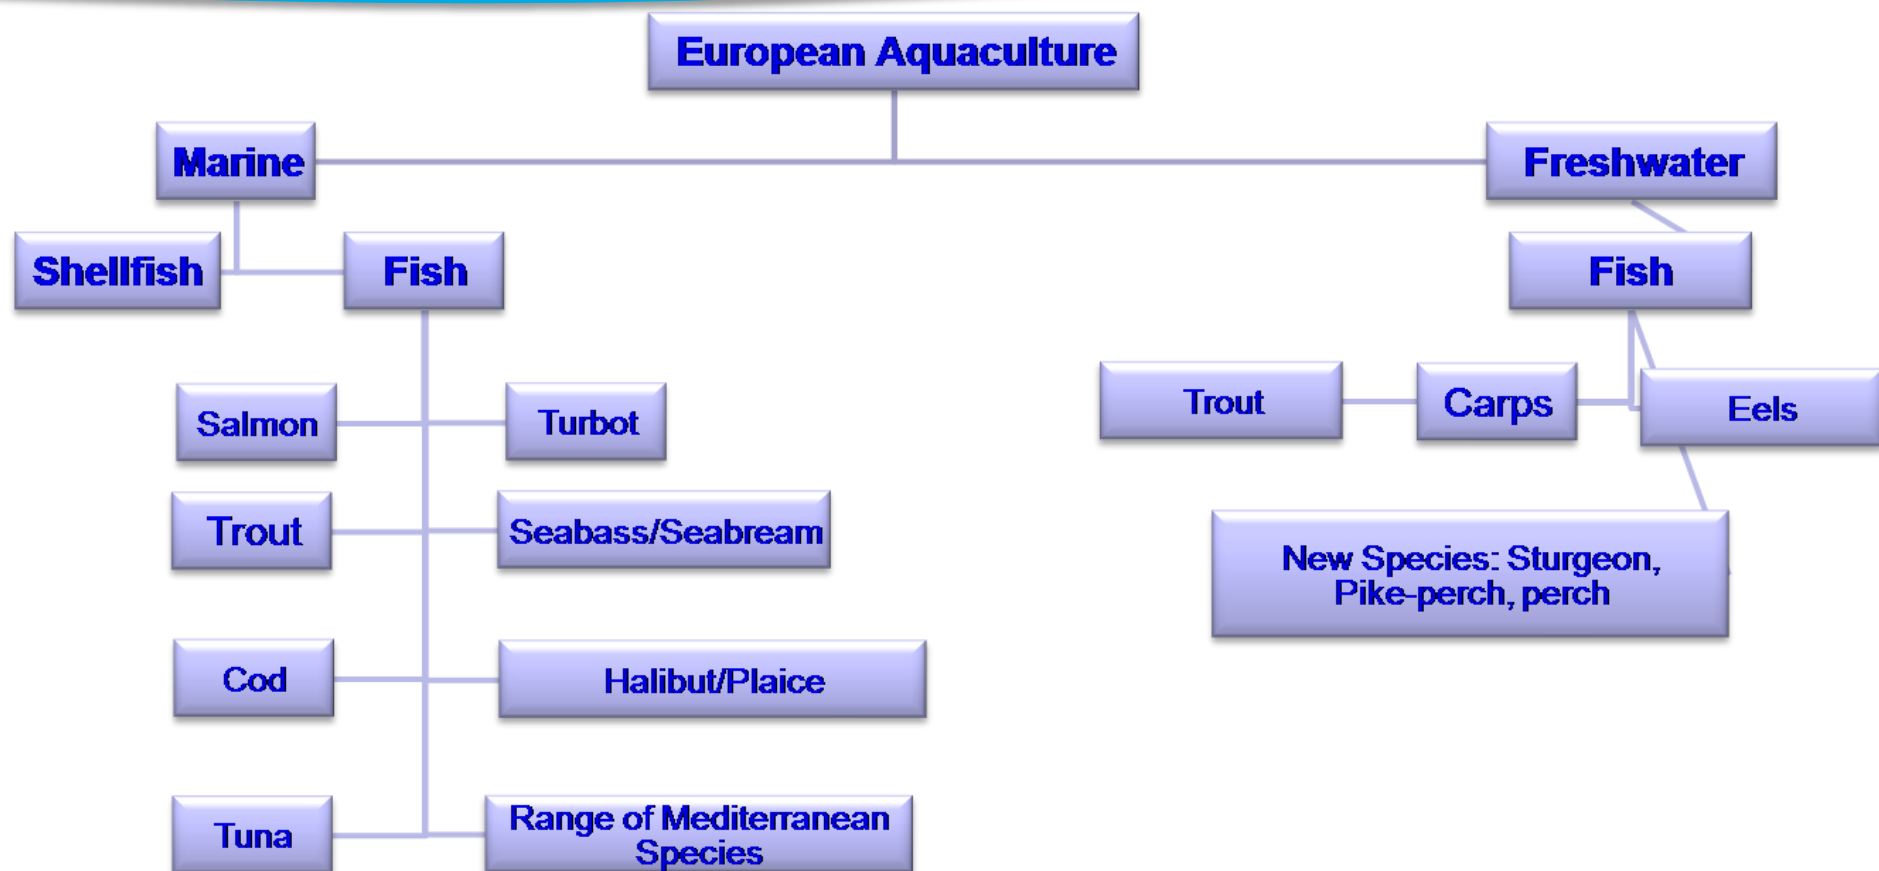 European Aquaculture
Marine
Freshwater
Shellfish
Fish
Fish
Salmon
Turbot
Trout
Carps
Eels
Trout
Seabass/Seabream
New Species: Sturgeon,
Pike-perch, perch
Cod
Halibut/Plaice
Tuna
Range of Mediterranean
Species